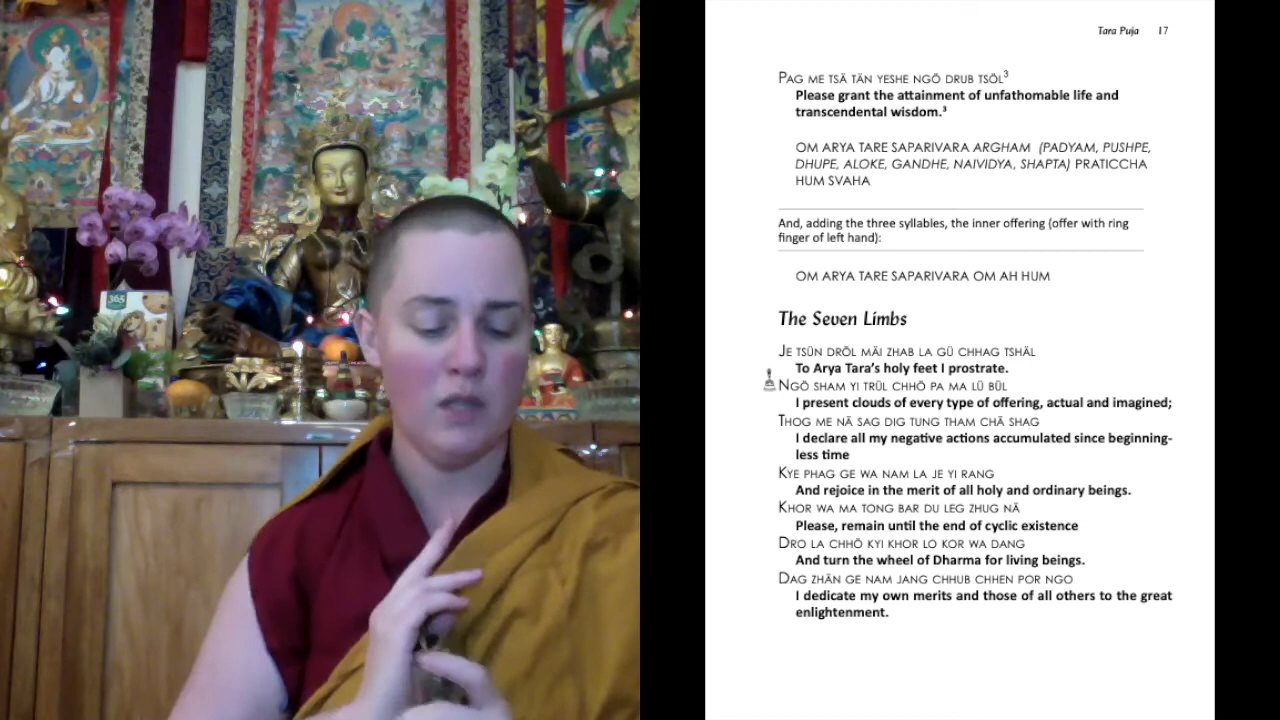 365
Tara Puja 17
PAG ME TSÄ TÄN YESHE NGÖ DRUB TSÖL³
Please grant the attainment of unfathomable life and
transcendental wisdom.³
OM ARYA TARE SAPARIVARA ARGHAM (PADYAM, PUSHPE,
DHUPE, ALOKE, GANDHE, NAIVIDYA, SHAPTA) PRATICCHA
HUM SVAHA
And, adding the three syllables, the inner offering (offer with ring
finger of left hand):
OM ARYA TARE SAPARIVARA OM AH HUM
The Seven Limbs
JE TSÜN DRÖL MÄI ZHAB LA GÜ CHHAG TSHÄL
To Arya Tara's holy feet I prostrate.
NGÖ SHAM YI TRÜL CHHÖ PA MA LÜ BÜL
I present clouds of every type of offering, actual and imagined;
THOG ME NÄ SAG DIG TUNG THAM CHÄ SHAG
I declare all my negative actions accumulated since beginning-
less time
KYE PHAG GE WA NAM LA JE YI RANG
And rejoice in the merit of all holy and ordinary beings.
KHOR WA MA TONG BAR DU LEG ZHUG NÄ
Please, remain until the end of cyclic existence
DRO LA CHHÖ KYI KHOR LO KOR WA DANG
And turn the wheel of Dharma for living beings.
DAG ZHÄN GE NAM JANG CHHUB CHHEN POR NGO
I dedicate my own merits and those of all others to the great
enlightenment.